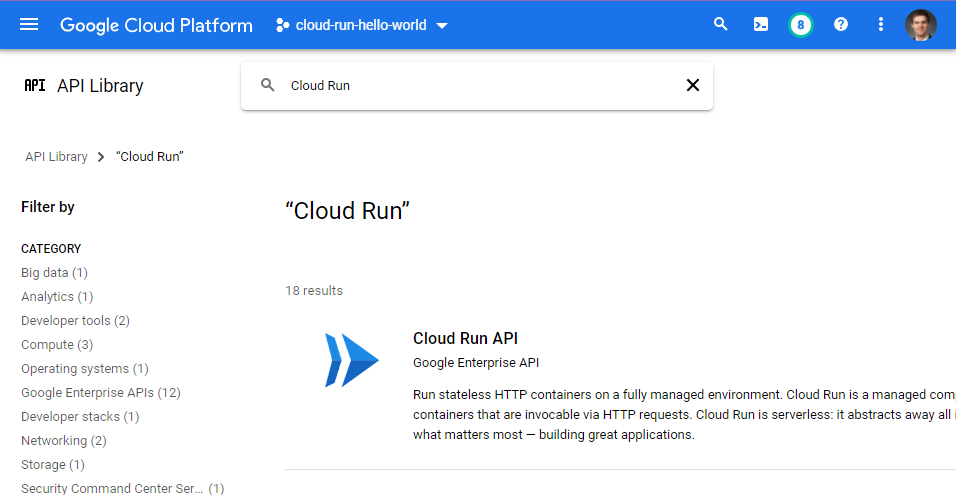 Google Cloud Platform cloud-run-hello-world 8
API API Library Cloud Run
API Library “Cloud Run”
Filter by
CATEGORY
Big data (1)
Analytics (1)
Developer tools (2)
Compute (3)
Operating systems (1)
Google Enterprise APIs (12)
Developer stacks (1)
Networking (2)
Storage (1)
Security Command Center Ser... (1)
“Cloud Run”
18 results
Cloud Run API
Google Enterprise API
Run stateless HTTP containers on a fully managed environment. Cloud Run is a managed com
containers that are invocable via HTTP requests. Cloud Run is serverless: it abstracts away all i
what matters most — building great applications.